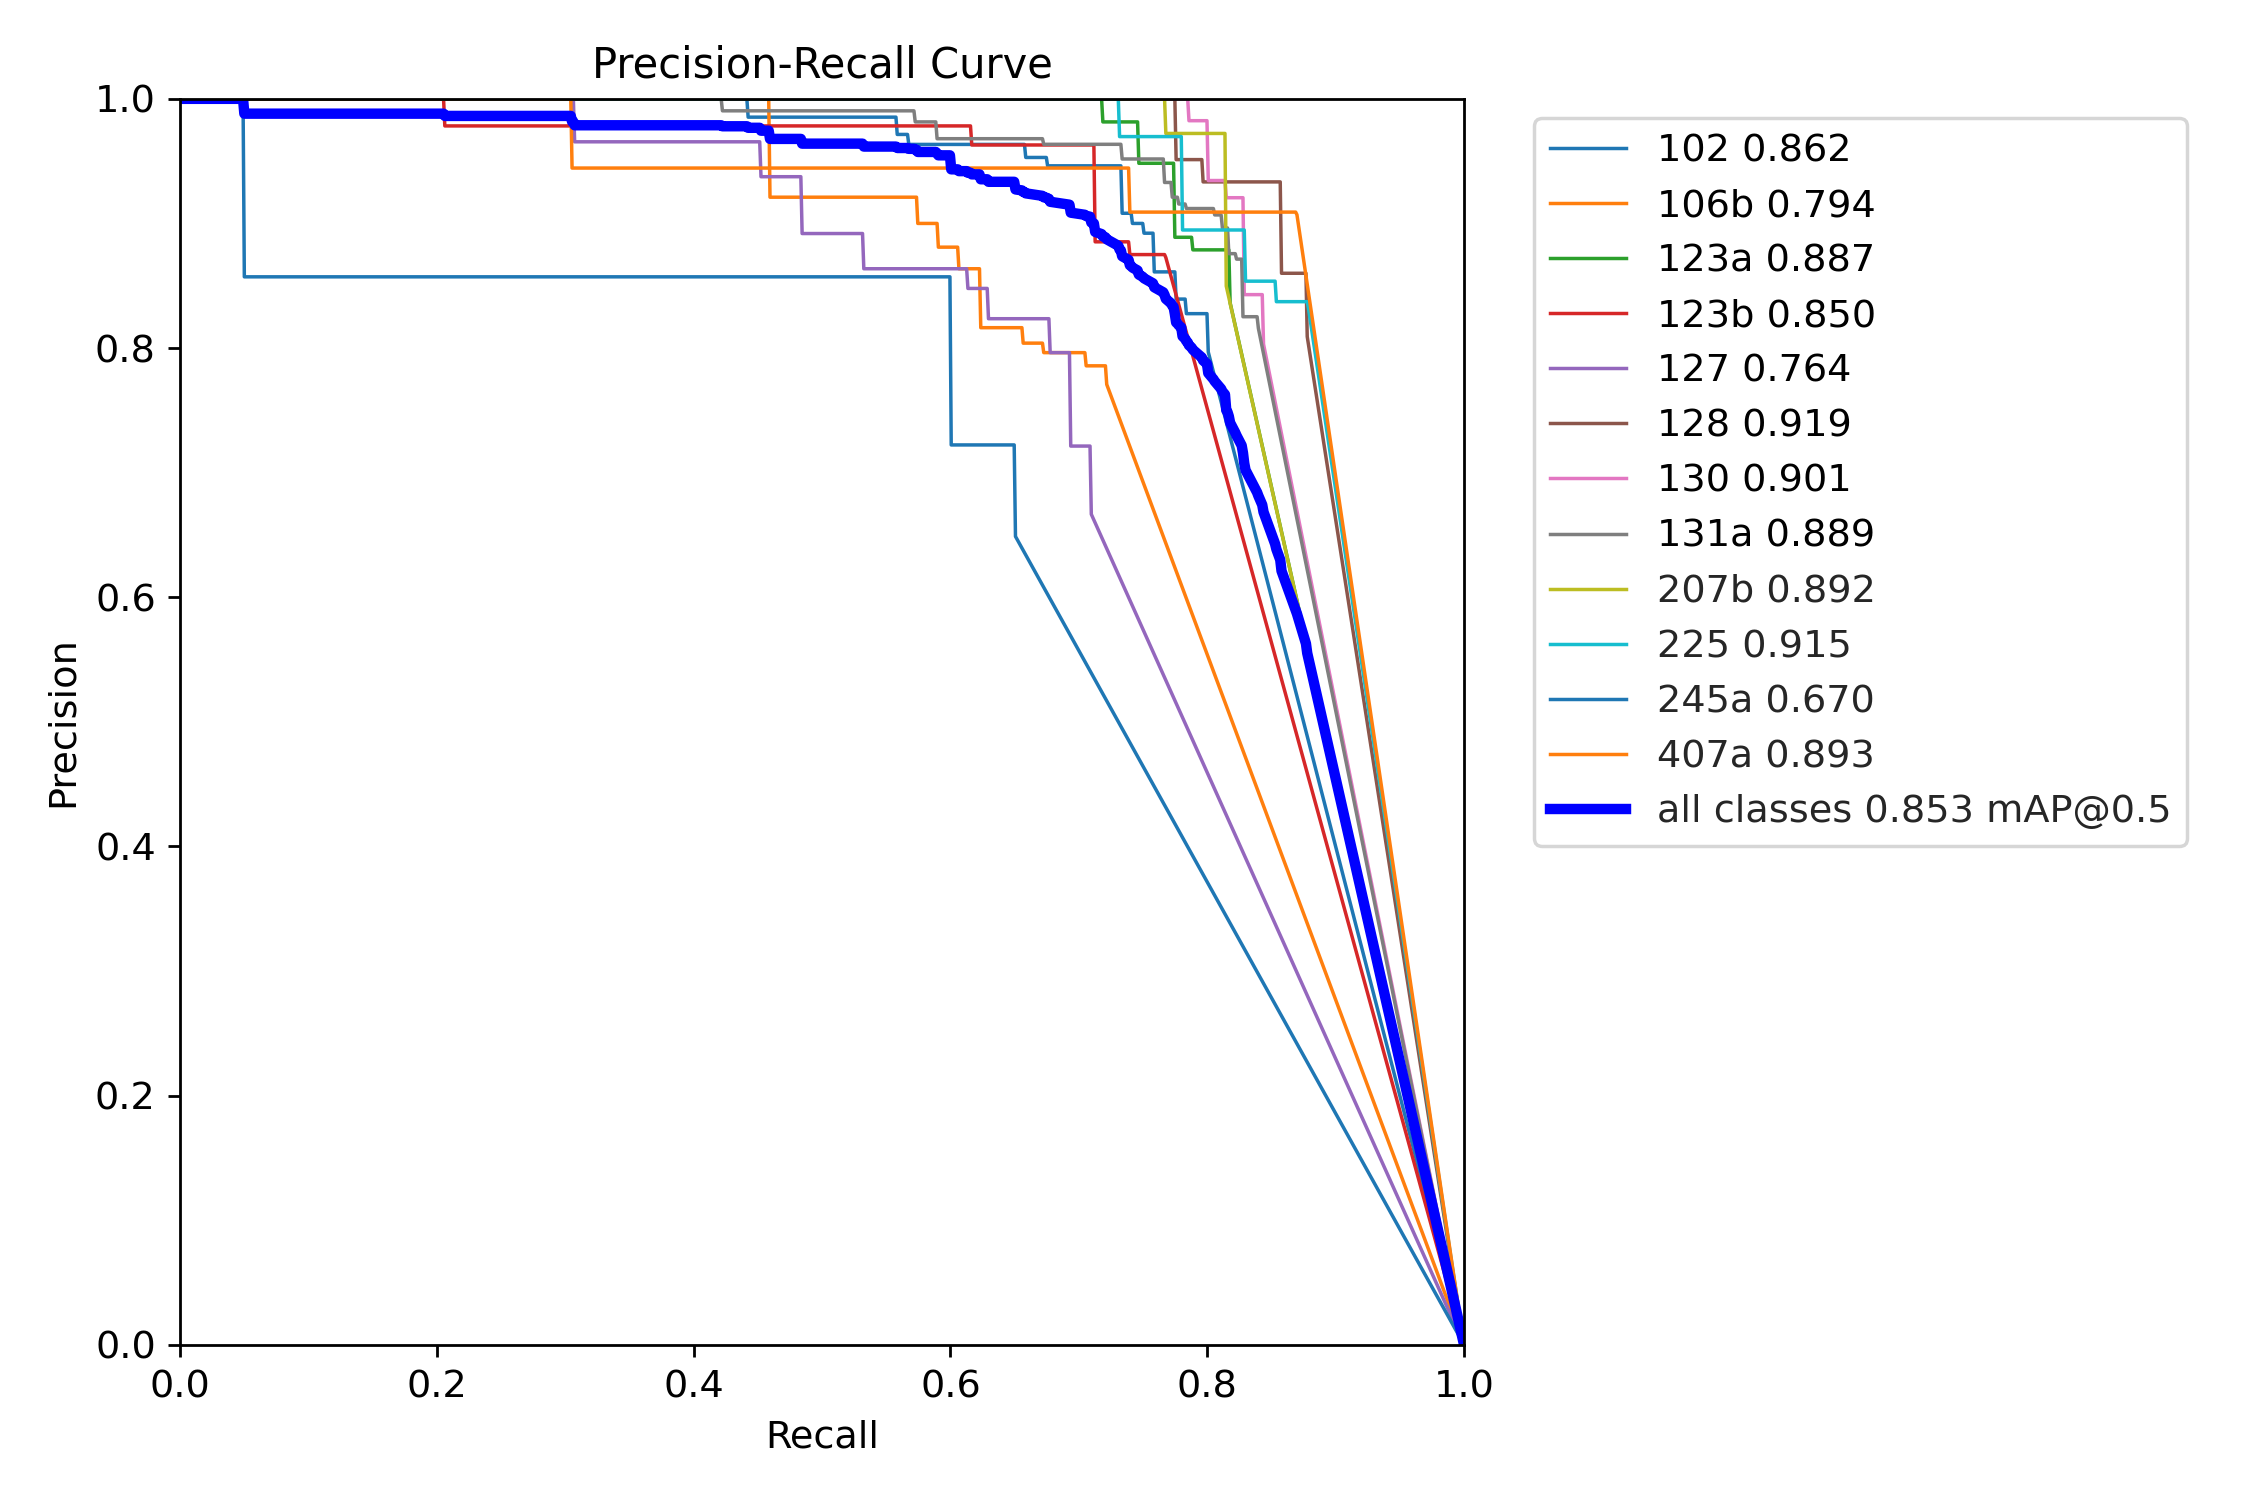 Precision-Recall Curve
1.0
0.8
0.6
0.4
0.2
0.0
Precision
0.0 0.2 0.4 0.6 0.8 1.0
Recall
102 0.862
106b 0.794
123a 0.887
123b 0.850
127 0.764
128 0.919
130 0.901
131a 0.889
207b 0.892
225 0.915
245a 0.670
407a 0.893
all classes 0.853 mAP@0.5